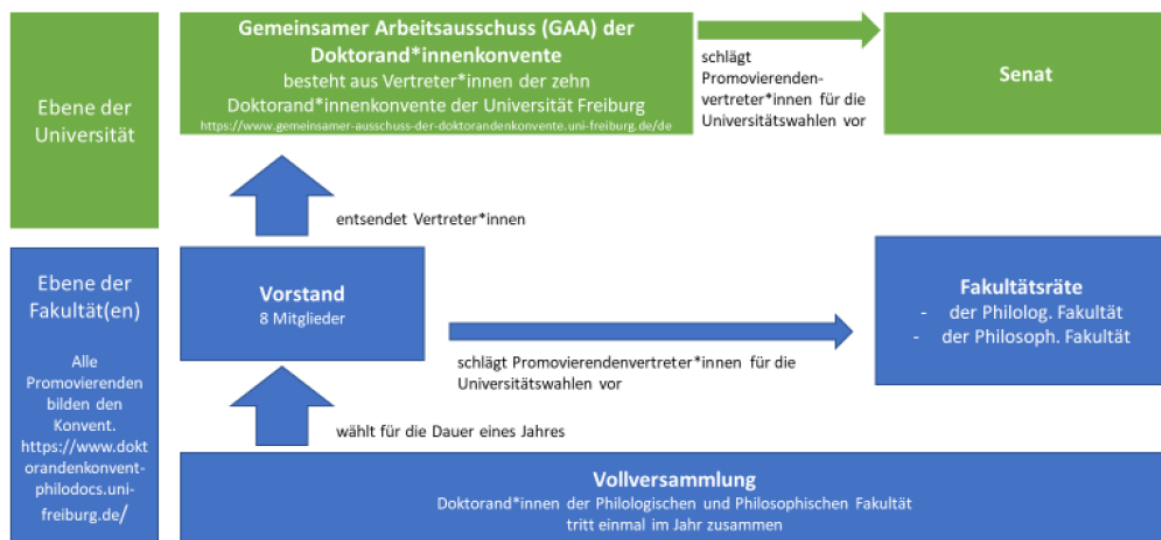 Ebene der
Universität
Gemeinsamer Arbeitsausschuss (GAA) der
Doktorand*innenkonvente
besteht aus Vertreter*innen der zehn
Doktorand*innenkonvente der Universität Freiburg
https://www.gemeinsamer-ausschuss-der-doktorandenkonvente.uni-freiburg.de/de
schlägt
Promovierenden-
vertreter*innen für die
Universitätswahlen vor
Senat
entsendet Vertreter*innen
Ebene der
Fakultät(en)
Alle
Promovierenden
bilden den
Konvent.
https://www.dokt
orandenkonvent-
philodocs.uni-
freiburg.de/
Vorstand
8 Mitglieder
schlägt Promovierendenvertreter*innen für die
Universitätswahlen vor
Fakultätsräte
- der Philolog. Fakultät
- der Philosoph. Fakultät
wählt für die Dauer eines Jahres
Vollversammlung
Doktorand*innen der Philologischen und Philosophischen Fakultät
tritt einmal im Jahr zusammen